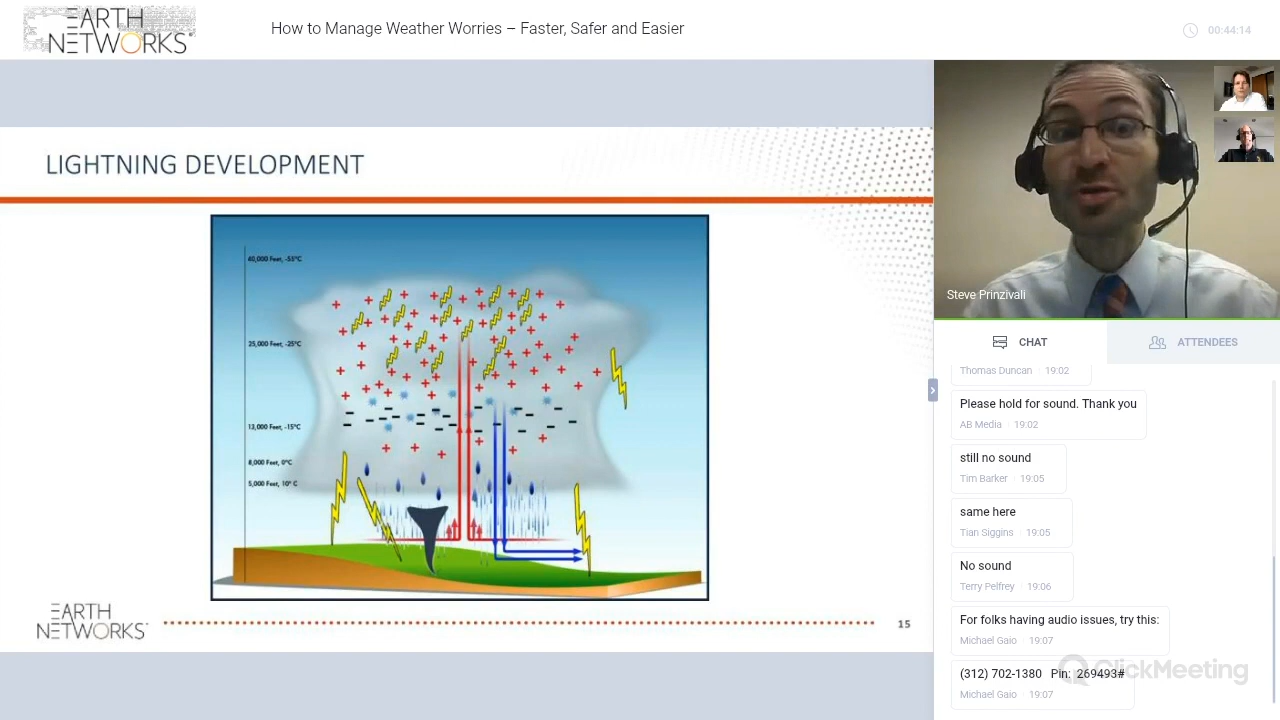 EARTH
NETWORKS
How to Manage Weather Worries – Faster, Safer and Easier
00:44:14
LIGHTNING DEVELOPMENT
40,000 Feet, -55°C
25,000 Feet, -25°C
13,000 Feet, -15°C
8,000 Feet, 0°C
5,000 Feet, 10° C
EARTH
NETWORKS
15
Steve Prinzivali
CHAT
ATTENDEES
Thomas Duncan 19:02
Please hold for sound. Thank you
AB Media 19:02
still no sound
Tim Barker 19:05
same here
Tian Siggins 19:05
No sound
Terry Pelfrey 19:06
For folks having audio issues, try this:
Michael Gaio 19:07
(312) 702-1380 Pin: 269493#
Michael Gaio 19:07
ClickMeeting